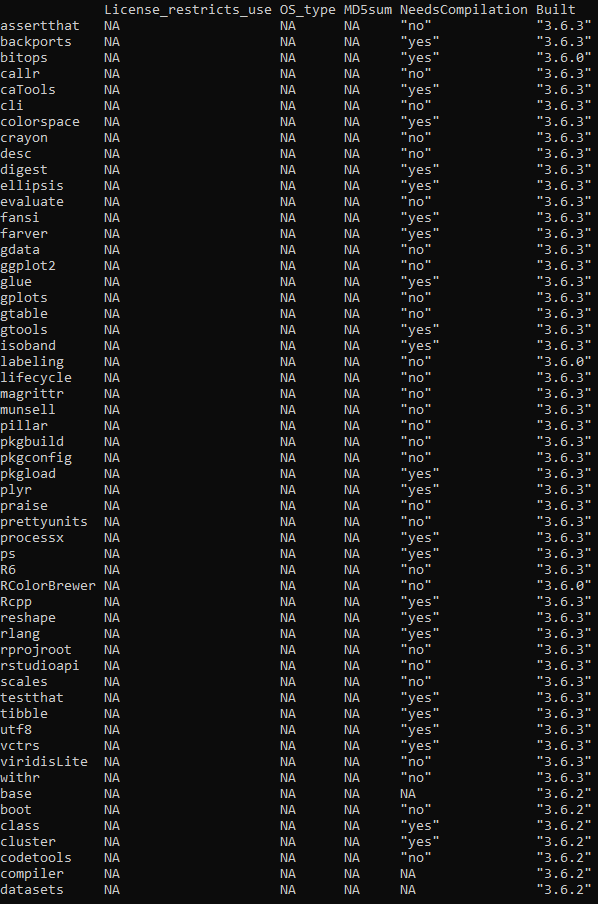 License_restricts_use OS_type MD5sum NeedsCompilation Built
assertthat NA NA NA "no" "3.6.3"
backports NA NA NA "yes" "3.6.3"
bitops NA NA NA "yes" "3.6.0"
callr NA NA NA "no" "3.6.3"
caTools NA NA NA "yes" "3.6.3"
cli NA NA NA "no" "3.6.3"
colorspace NA NA NA "yes" "3.6.3"
crayon NA NA NA "no" "3.6.3"
desc NA NA NA "no" "3.6.3"
digest NA NA NA "yes" "3.6.3"
ellipsis NA NA NA "yes" "3.6.3"
evaluate NA NA NA "no" "3.6.3"
fansi NA NA NA "yes" "3.6.3"
farver NA NA NA "yes" "3.6.3"
gdata NA NA NA "no" "3.6.3"
ggplot2 NA NA NA "no" "3.6.3"
glue NA NA NA "yes" "3.6.3"
gplots NA NA NA "no" "3.6.3"
gtable NA NA NA "no" "3.6.3"
gtools NA NA NA "yes" "3.6.3"
isoband NA NA NA "yes" "3.6.3"
labeling NA NA NA "no" "3.6.0"
lifecycle NA NA NA "no" "3.6.3"
magrittr NA NA NA "no" "3.6.3"
munsell NA NA NA "no" "3.6.3"
pillar NA NA NA "no" "3.6.3"
pkgbuild NA NA NA "no" "3.6.3"
pkgconfig NA NA NA "no" "3.6.3"
pkgload NA NA NA "yes" "3.6.3"
plyr NA NA NA "yes" "3.6.3"
praise NA NA NA "no" "3.6.3"
prettyunits NA NA NA "no" "3.6.3"
processx NA NA NA "yes" "3.6.3"
ps NA NA NA "yes" "3.6.3"
R6 NA NA NA "no" "3.6.3"
RColorBrewer NA NA NA "no" "3.6.0"
Rcpp NA NA NA "yes" "3.6.3"
reshape NA NA NA "yes" "3.6.3"
rlang NA NA NA "yes" "3.6.3"
rprojroot NA NA NA "no" "3.6.3"
rstudioapi NA NA NA "no" "3.6.3"
scales NA NA NA "no" "3.6.3"
testthat NA NA NA "yes" "3.6.3"
tibble NA NA NA "yes" "3.6.3"
utf8 NA NA NA "yes" "3.6.3"
vctrs NA NA NA "yes" "3.6.3"
viridisLite NA NA NA "no" "3.6.3"
withr NA NA NA "no" "3.6.3"
base NA NA NA NA "3.6.2"
boot NA NA NA "no" "3.6.2"
class NA NA NA "yes" "3.6.2"
cluster NA NA NA "yes" "3.6.2"
codetools NA NA NA "no" "3.6.2"
compiler NA NA NA NA "3.6.2"
datasets NA NA NA NA "3.6.2"